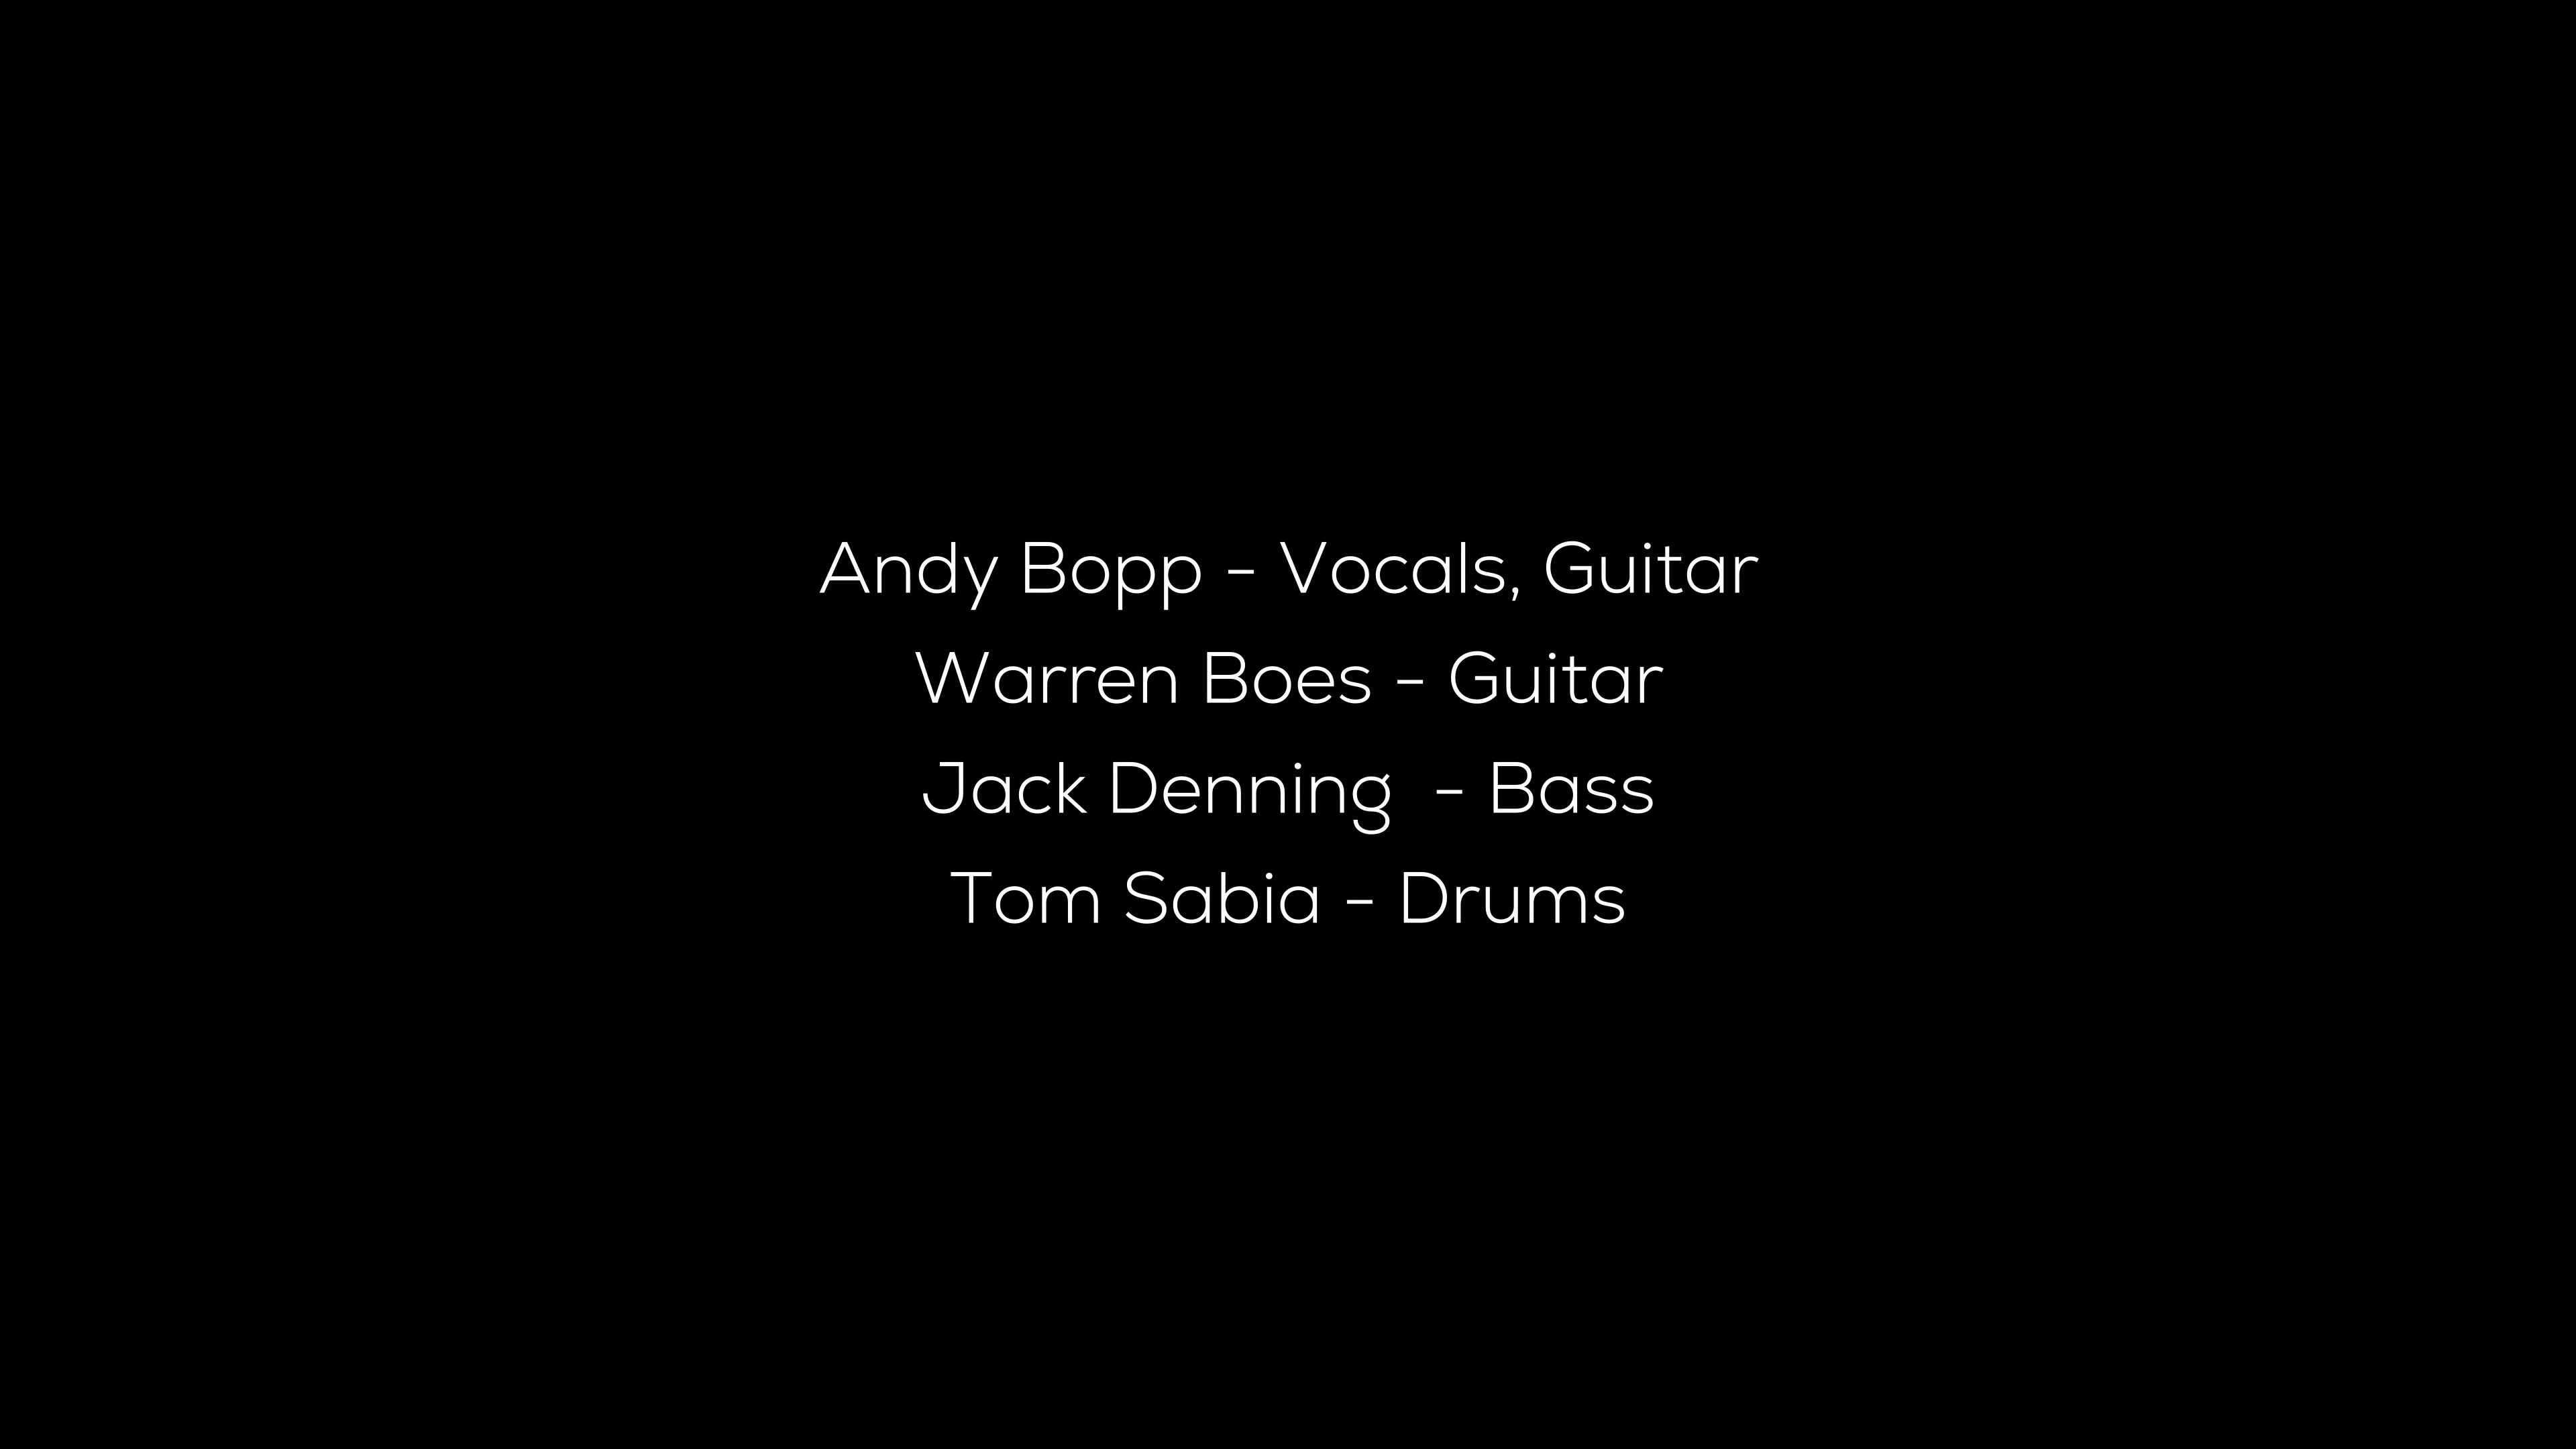 Andy Bopp - Vocals, Guitar
Warren Boes - Guitar
Jack Denning  - Bass
Tom Sabia - Drums